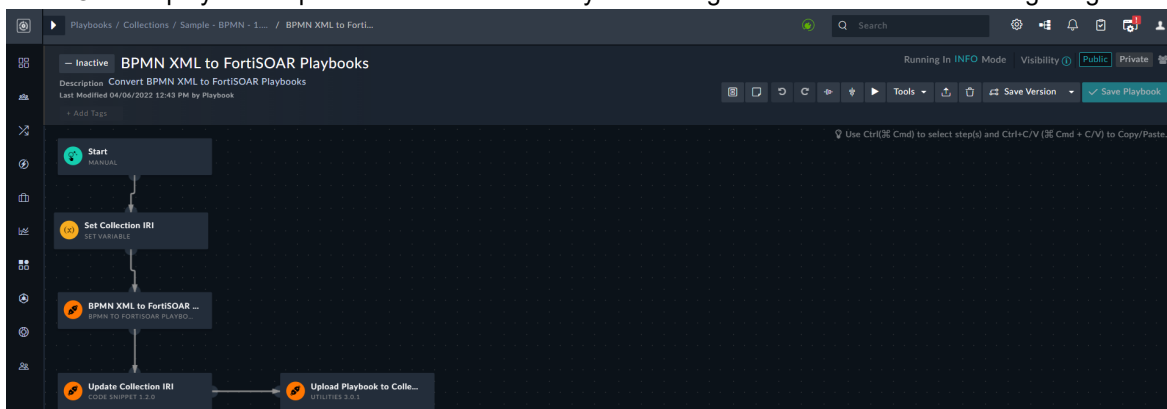 Playbooks / Collections / Sample - BPMN - 1.... / BPMN XML to Forti...
Search
Inactive BPMN XML to FortiSOAR Playbooks
Running In INFO Mode Visibility Public Private
Description Convert BPMN XML to FortiSOAR Playbooks
Last Modified 04/06/2022 12:43 PM by Playbook
Tools Save Version Save Playbook
+ Add Tags
Use Ctrl(⌘ Cmd) to select step(s) and Ctrl+C/V (⌘ Cmd + C/V) to Copy/Paste.
Start
MANUAL
Set Collection IRI
SET VARIABLE
BPMN XML to FortiSOAR ...
BPMN TO FORTISOAR PLAYBO...
Update Collection IRI
CODE SNIPPET 1.2.0
Upload Playbook to Colle...
UTILITIES 3.0.1